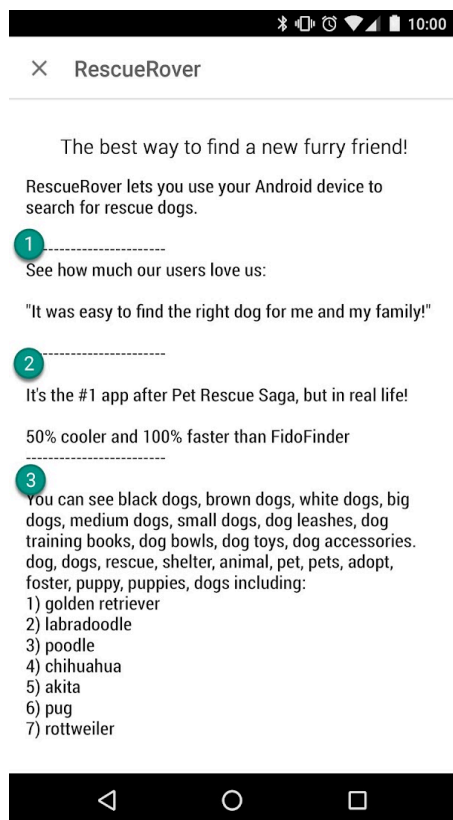 10:00
RescueRover
The best way to find a new furry friend!
RescueRover lets you use your Android device to
search for rescue dogs.
1 ----------------------
See how much our users love us:
"It was easy to find the right dog for me and my family!"
----------------------
2
It's the #1 app after Pet Rescue Saga, but in real life!
50% cooler and 100% faster than FidoFinder
-------------------------
3
You can see black dogs, brown dogs, white dogs, big
dogs, medium dogs, small dogs, dog leashes, dog
training books, dog bowls, dog toys, dog accessories.
dog, dogs, rescue, shelter, animal, pet, pets, adopt,
foster, puppy, puppies, dogs including:
1) golden retriever
2) labradoodle
3) poodle
4) chihuahua
5) akita
6) pug
7) rottweiler